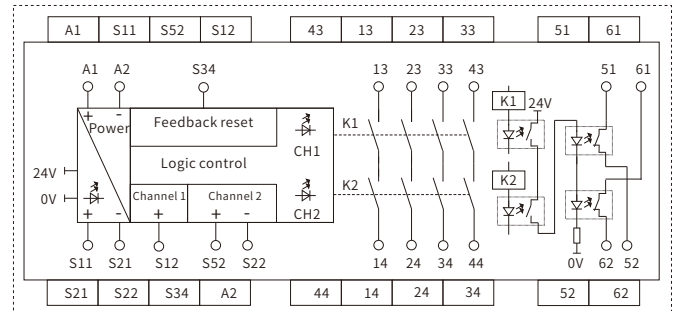 A1 S11 S52 S12 43 13 23 33 51 61
A1 A2 S34 13 23 33 43 51 61
K1 24V
+ - Power Feedback reset K1
CH1
Logic control
24V
0V
K2 K2
Channel 1 Channel 2
CH2
+ - + + -
S11 S21 S12 S52 S22 14 24 34 44 0V 62 52
S21 S22 S34 A2 44 14 24 34 52 62